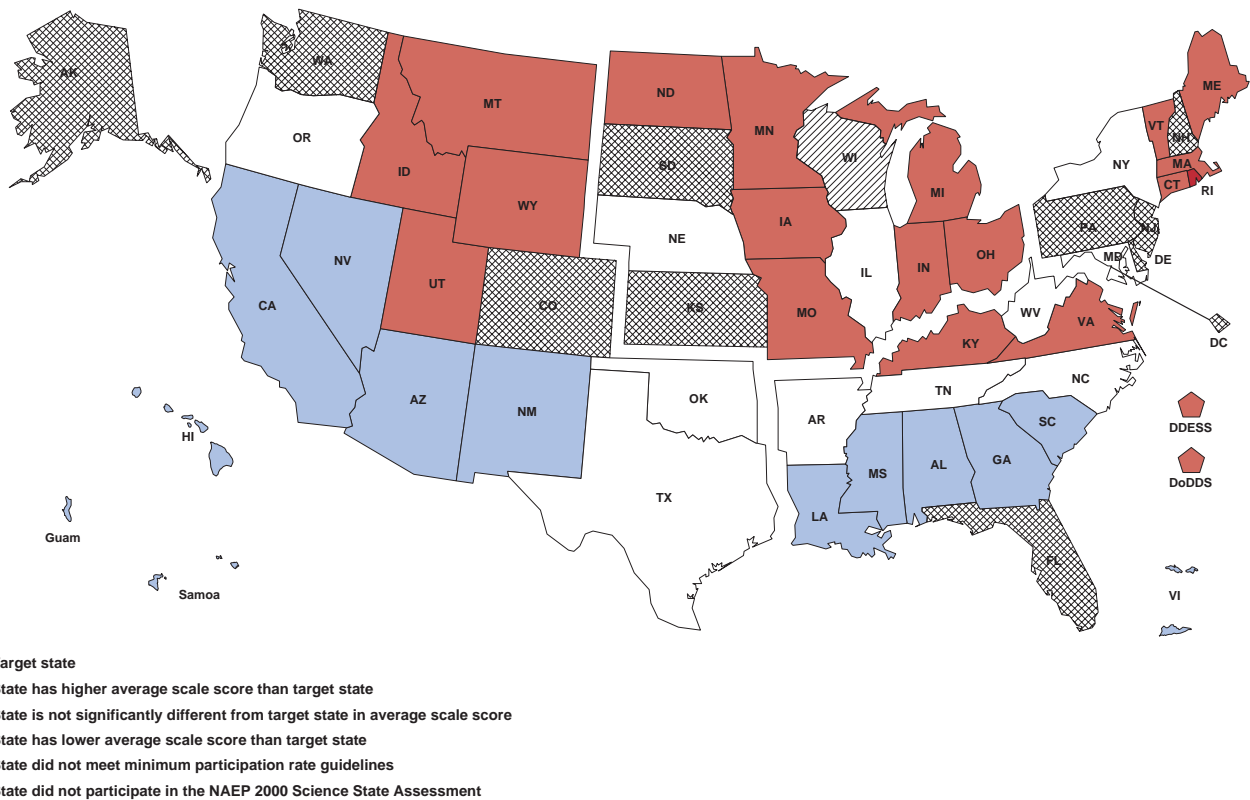 AK
WA
MT
ND
MN
ME
VT
NH
OR
ID
SD
WI
NY
MA
CT
RI
WY
MI
PA
NJ
NE
IA
NV
UT
CO
IL
IN
OH
MD
DE
CA
KS
MO
WV
VA
DC
KY
AZ
NM
OK
AR
TN
NC
HI
SC
DDESS
MS
AL
GA
DoDDS
TX
LA
Guam
FL
Samoa
VI
arget state
tate has higher average scale score than target state
tate is not significantly different from target state in average scale score
tate has lower average scale score than target state
tate did not meet minimum participation rate guidelines
tate did not participate in the NAEP 2000 Science State Assessment